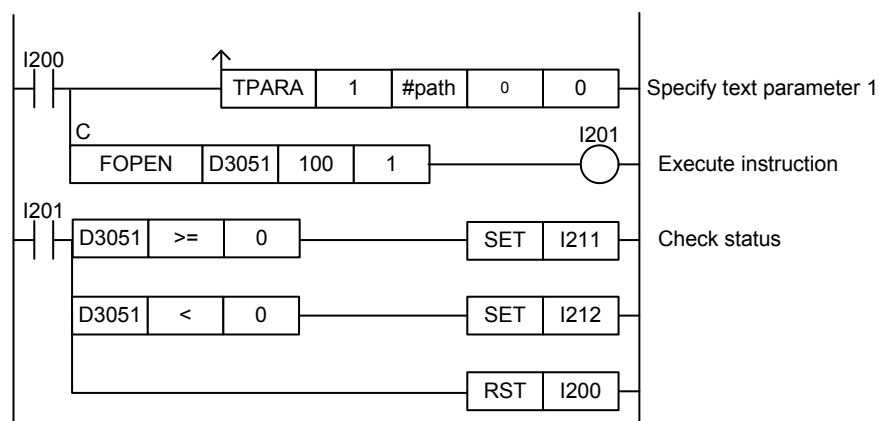 I200
TPARA 1 #path 0 0 Specify text parameter 1
C I201
FOPEN D3051 100 1 Execute instruction
I201
D3051 >= 0 SET I211 Check status
D3051 < 0 SET I212
RST I200